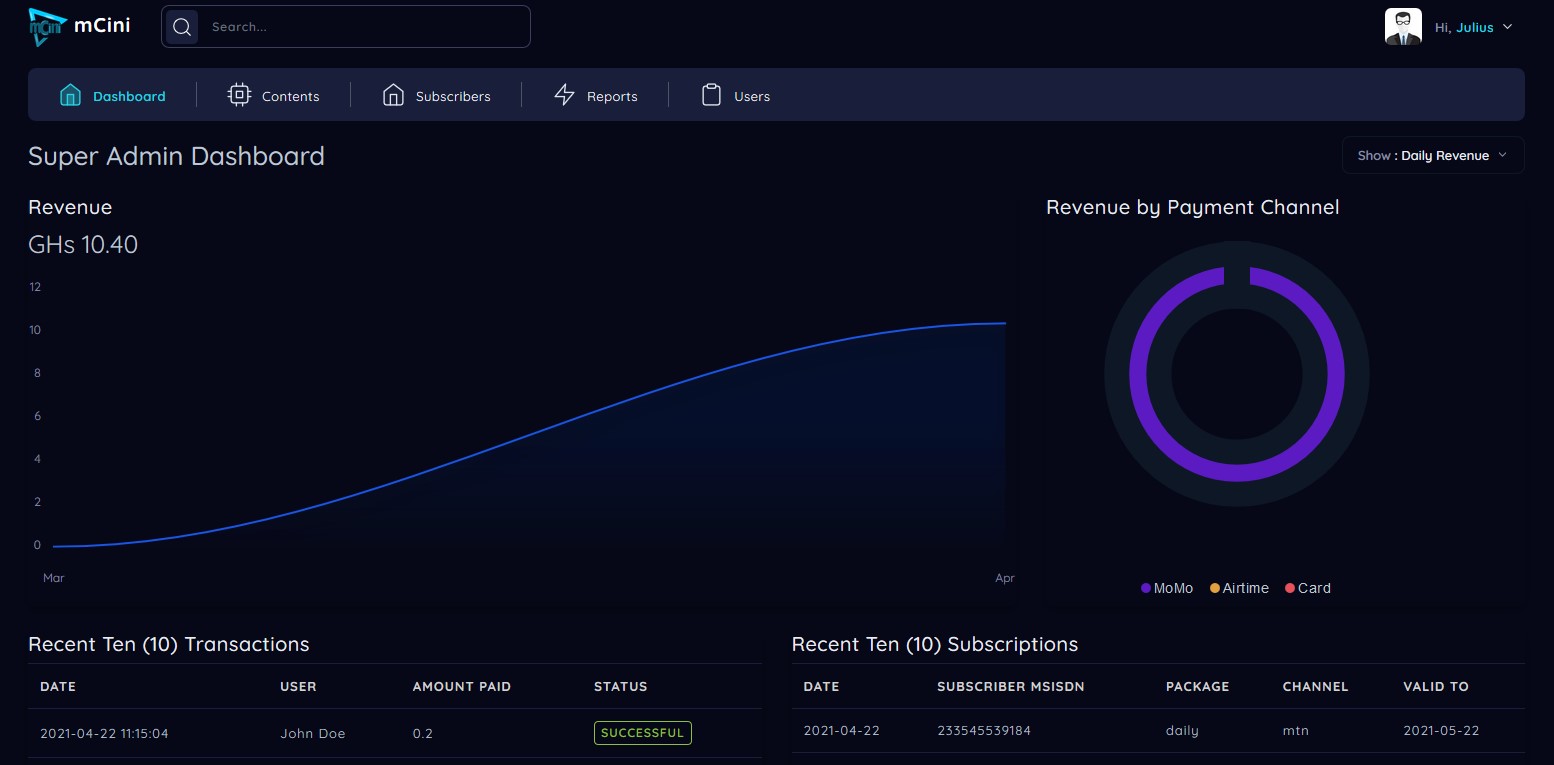 mCini mCini Search... Hi, Julius
Dashboard Contents Subscribers Reports Users
Super Admin Dashboard Show : Daily Revenue
Revenue
GHs 10.40
12
10
8
6
4
2
0
Mar Apr
Revenue by Payment Channel
MoMo Airtime Card
Recent Ten (10) Transactions
DATE USER AMOUNT PAID STATUS
2021-04-22 11:15:04 John Doe 0.2 SUCCESSFUL
Recent Ten (10) Subscriptions
DATE SUBSCRIBER MSISDN PACKAGE CHANNEL VALID TO
2021-04-22 233545539184 daily mtn 2021-05-22